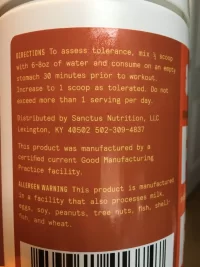 DIRECTIONS To assess tolerance, mix ½ scoop
with 6-8oz of water and consume on an empty
stomach 30 minutes prior to workout.
Increase to 1 scoop as tolerated. Do not
exceed more than 1 serving per day.
Distributed by Sanctus Nutrition, LLC
Lexington, KY 40502 502-309-4837
This product was manufactured by a
certified current Good Manufacturing
Practice facility.
ALLERGEN WARNING This product is manufactured
in a facility that also processes milk,
eggs, soy, peanuts, tree nuts, fish, shell-
fish, and wheat.